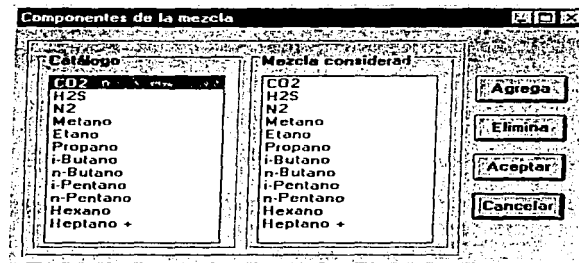 Componentes de la mezcla
Catálogo
CO2
H2S
N2
Metano
Etano
Propano
i-Butano
n-Butano
i-Pentano
n-Pentano
Hexano
Heptano +
Mezcla considerad
CO2
H2S
N2
Metano
Etano
Propano
i-Butano
n-Butano
i-Pentano
n-Pentano
Hexano
Heptano +
Agrega
Elimina
Aceptar
Cancelar